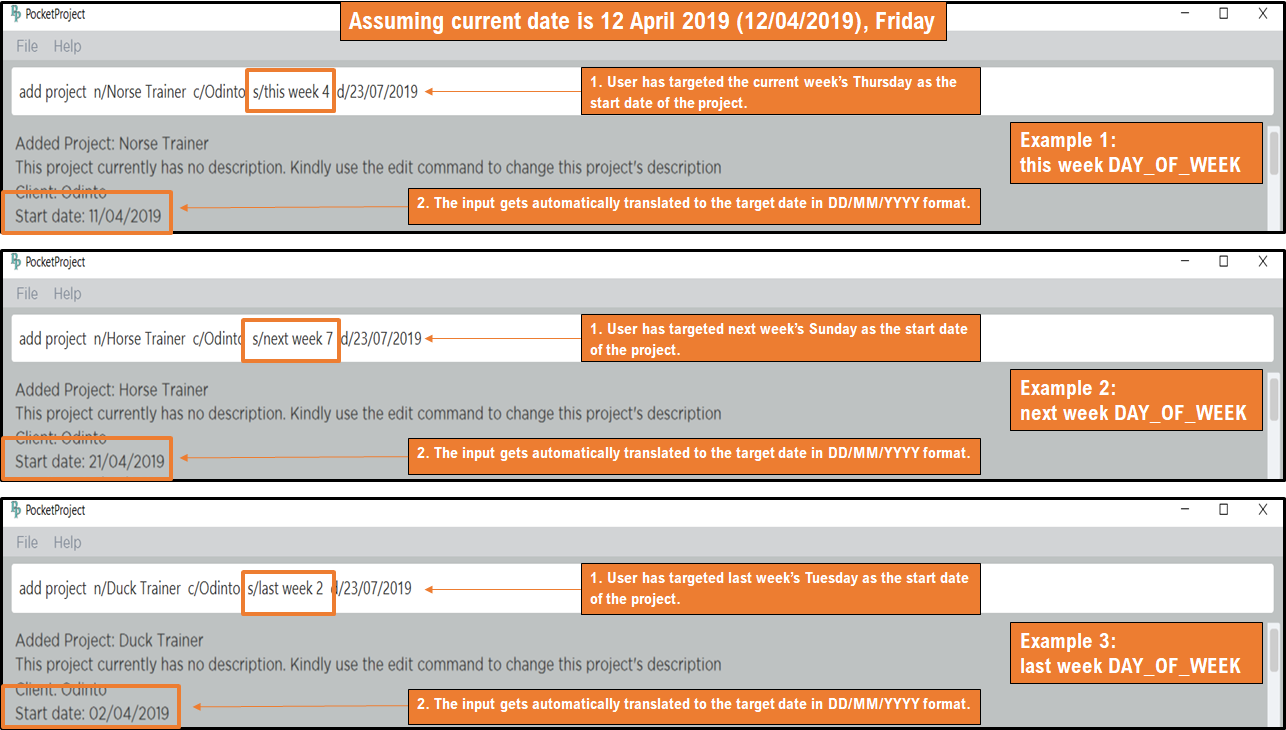 PocketProject
Assuming current date is 12 April 2019 (12/04/2019), Friday
File Help
add project n/Norse Trainer c/Odinto s/this week 4 d/23/07/2019
1. User has targeted the current week's Thursday as the
start date of the project.
Added Project: Norse Trainer
This project currently has no description. Kindly use the edit command to change this project's description
Client: Odinto
Start date: 11/04/2019
Example 1:
this week DAY_OF_WEEK
2. The input gets automatically translated to the target date in DD/MM/YYYY format.
PocketProject
File Help
add project n/Horse Trainer c/Odinto s/next week 7 d/23/07/2019
1. User has targeted next week's Sunday as the start date
of the project.
Added Project: Horse Trainer
This project currently has no description. Kindly use the edit command to change this project's description
Client: Odinto
Start date: 21/04/2019
Example 2:
next week DAY_OF_WEEK
2. The input gets automatically translated to the target date in DD/MM/YYYY format.
PocketProject
File Help
add project n/Duck Trainer c/Odinto s/last week 2 d/23/07/2019
1. User has targeted last week's Tuesday as the start date
of the project.
Added Project: Duck Trainer
This project currently has no description. Kindly use the edit command to change this project's description
Client: Odinto
Start date: 02/04/2019
Example 3:
last week DAY_OF_WEEK
2. The input gets automatically translated to the target date in DD/MM/YYYY format.